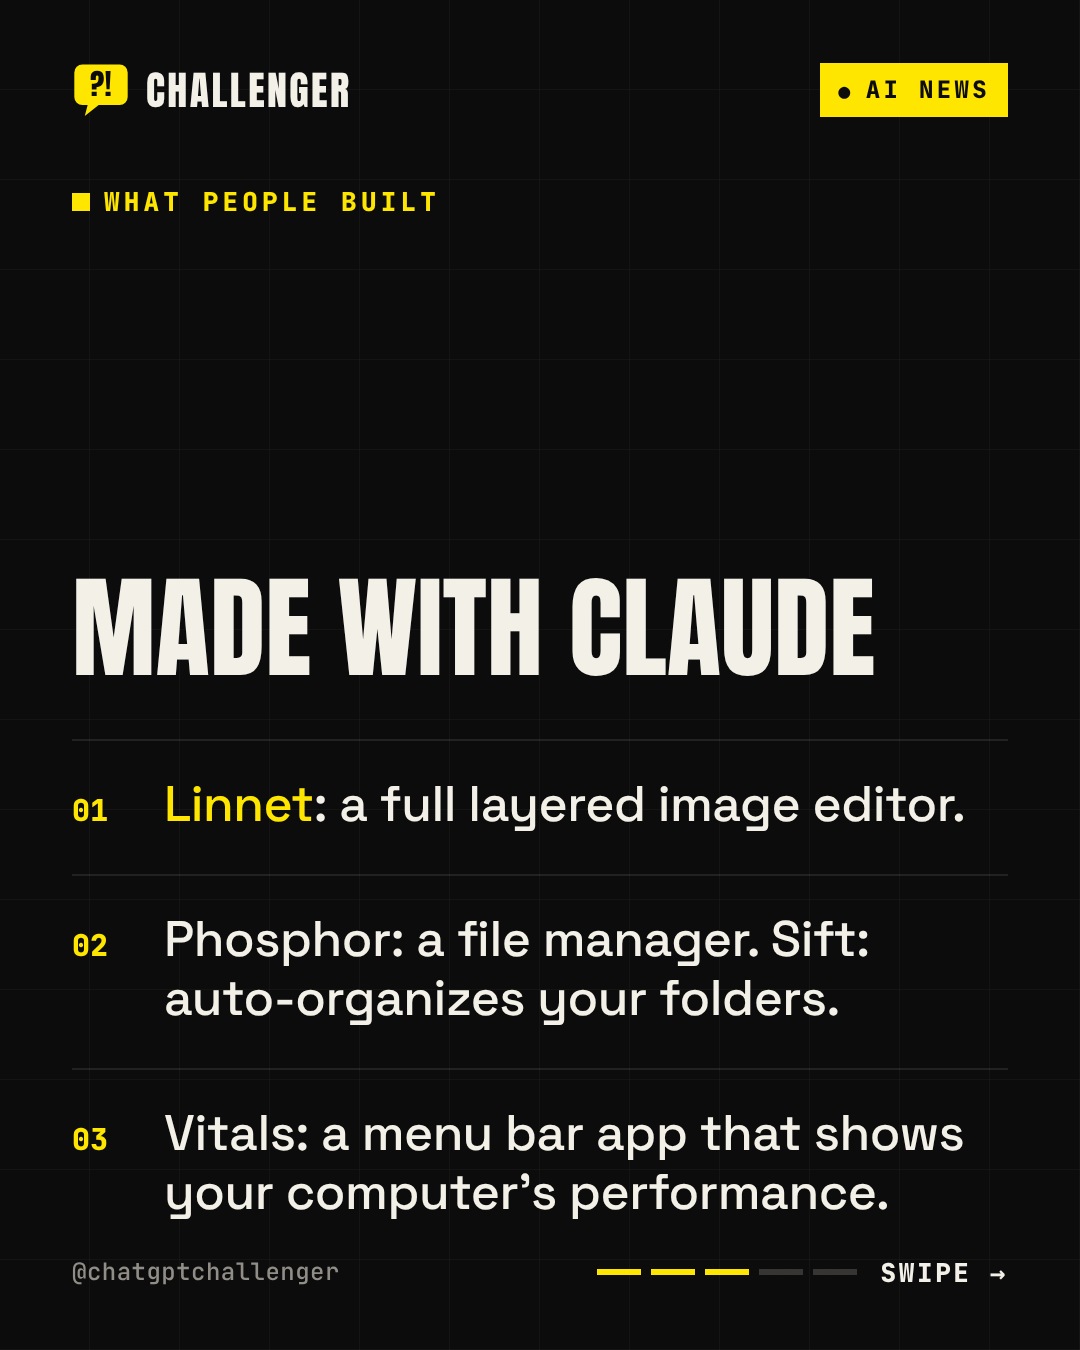 ?! CHALLENGER
● AI NEWS
WHAT PEOPLE BUILT
MADE WITH CLAUDE
01 Linnet: a full layered image editor.
02 Phosphor: a file manager. Sift:
auto-organizes your folders.
03 Vitals: a menu bar app that shows
your computer’s performance.
@chatgptchallenger
SWIPE →